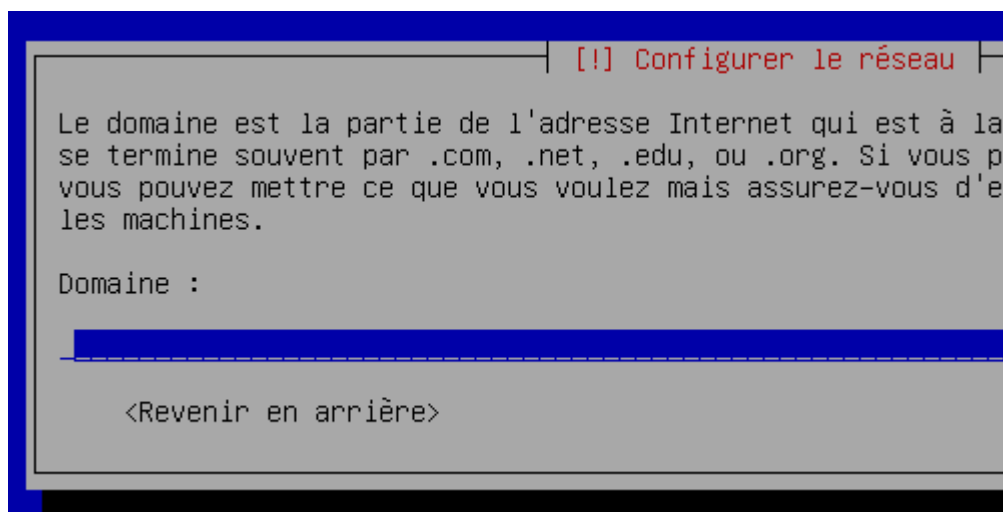 [!] Configurer le réseau
Le domaine est la partie de l'adresse Internet qui est à la
se termine souvent par .com, .net, .edu, ou .org. Si vous
vous pouvez mettre ce que vous voulez mais assurez-vous
les machines.
Domaine :
<Revenir en arrière>